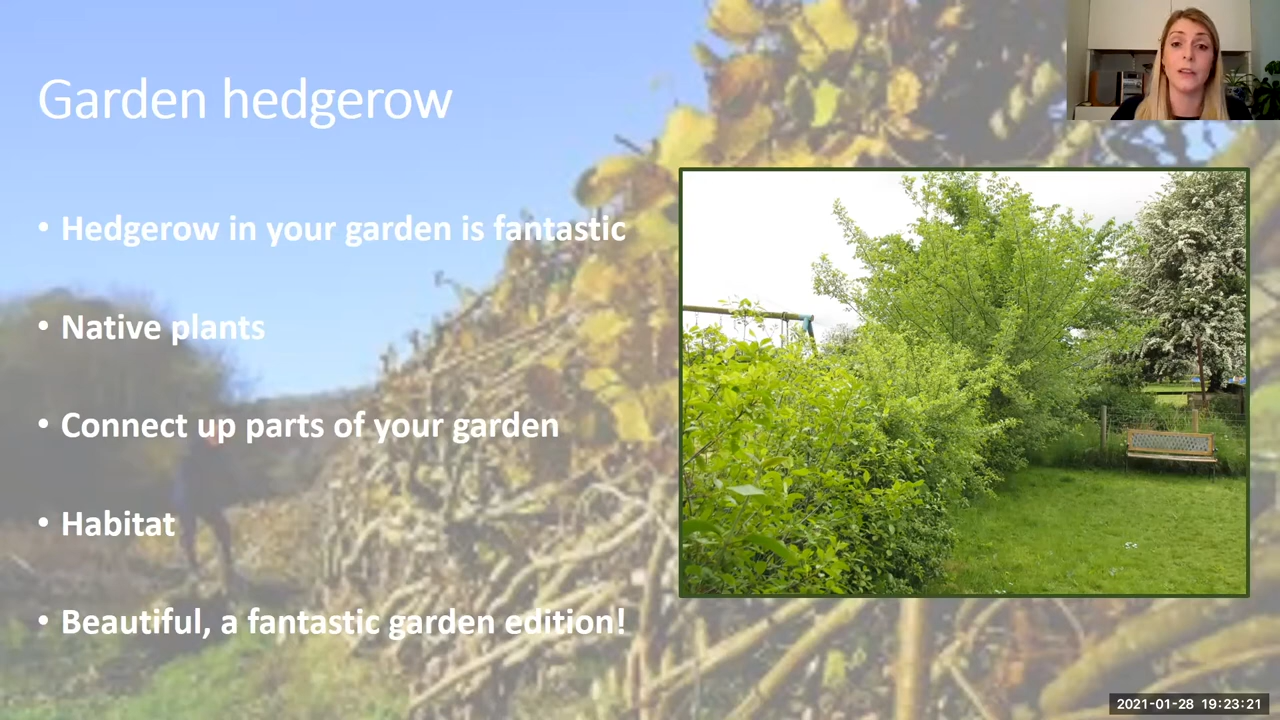 Garden hedgerow
• Hedgerow in your garden is fantastic
• Native plants
• Connect up parts of your garden
• Habitat
• Beautiful, a fantastic garden edition!
2021-01-28 19:23:21